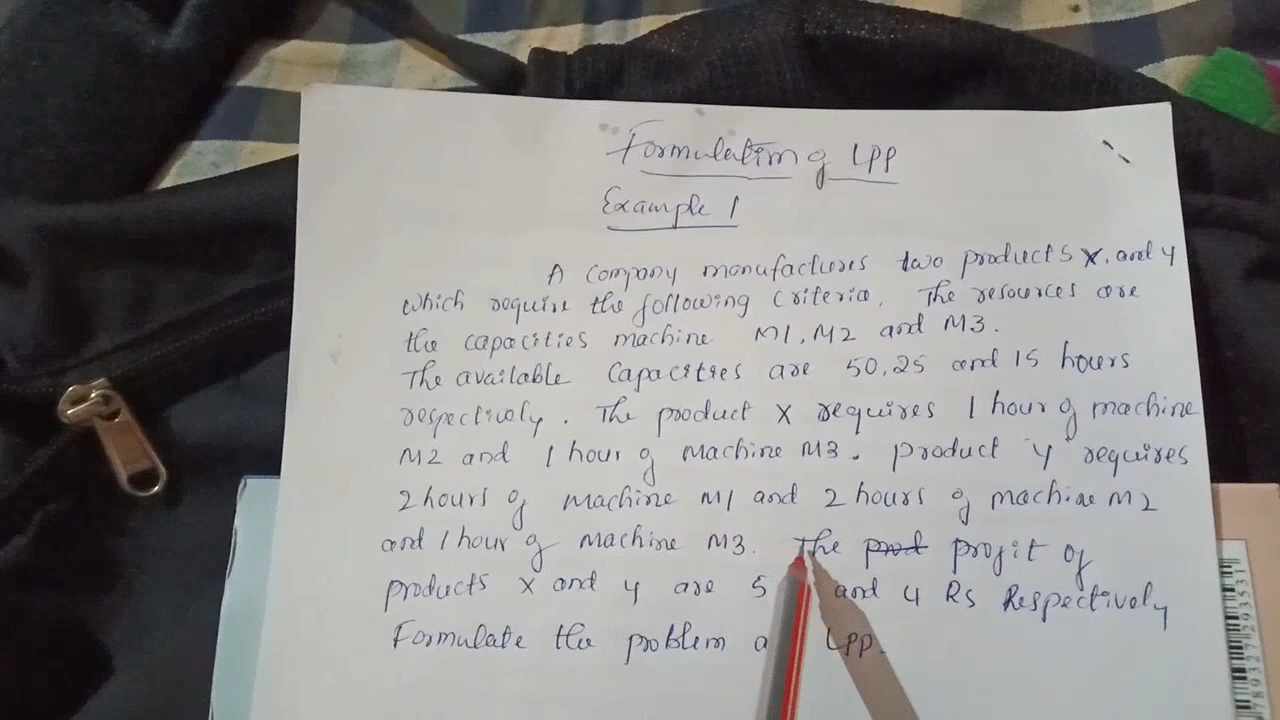 Formulating of LPP
Example 1
A company manufactures two products x, and y
which require the following criteria. The resources are
the capacities machine M1, M2 and M3.
The available capacities are 50, 25 and 15 hours
respectively. The product x requires 1 hour of machine
M2 and 1 hour of machine M3. product y requires
2 hours of machine M1 and 2 hours of machine M2
and 1 hour of machine M3. The prod profit of
products x and y are 5 and 4 Rs Respectively
Formulate the problem a LPP.
789327293531